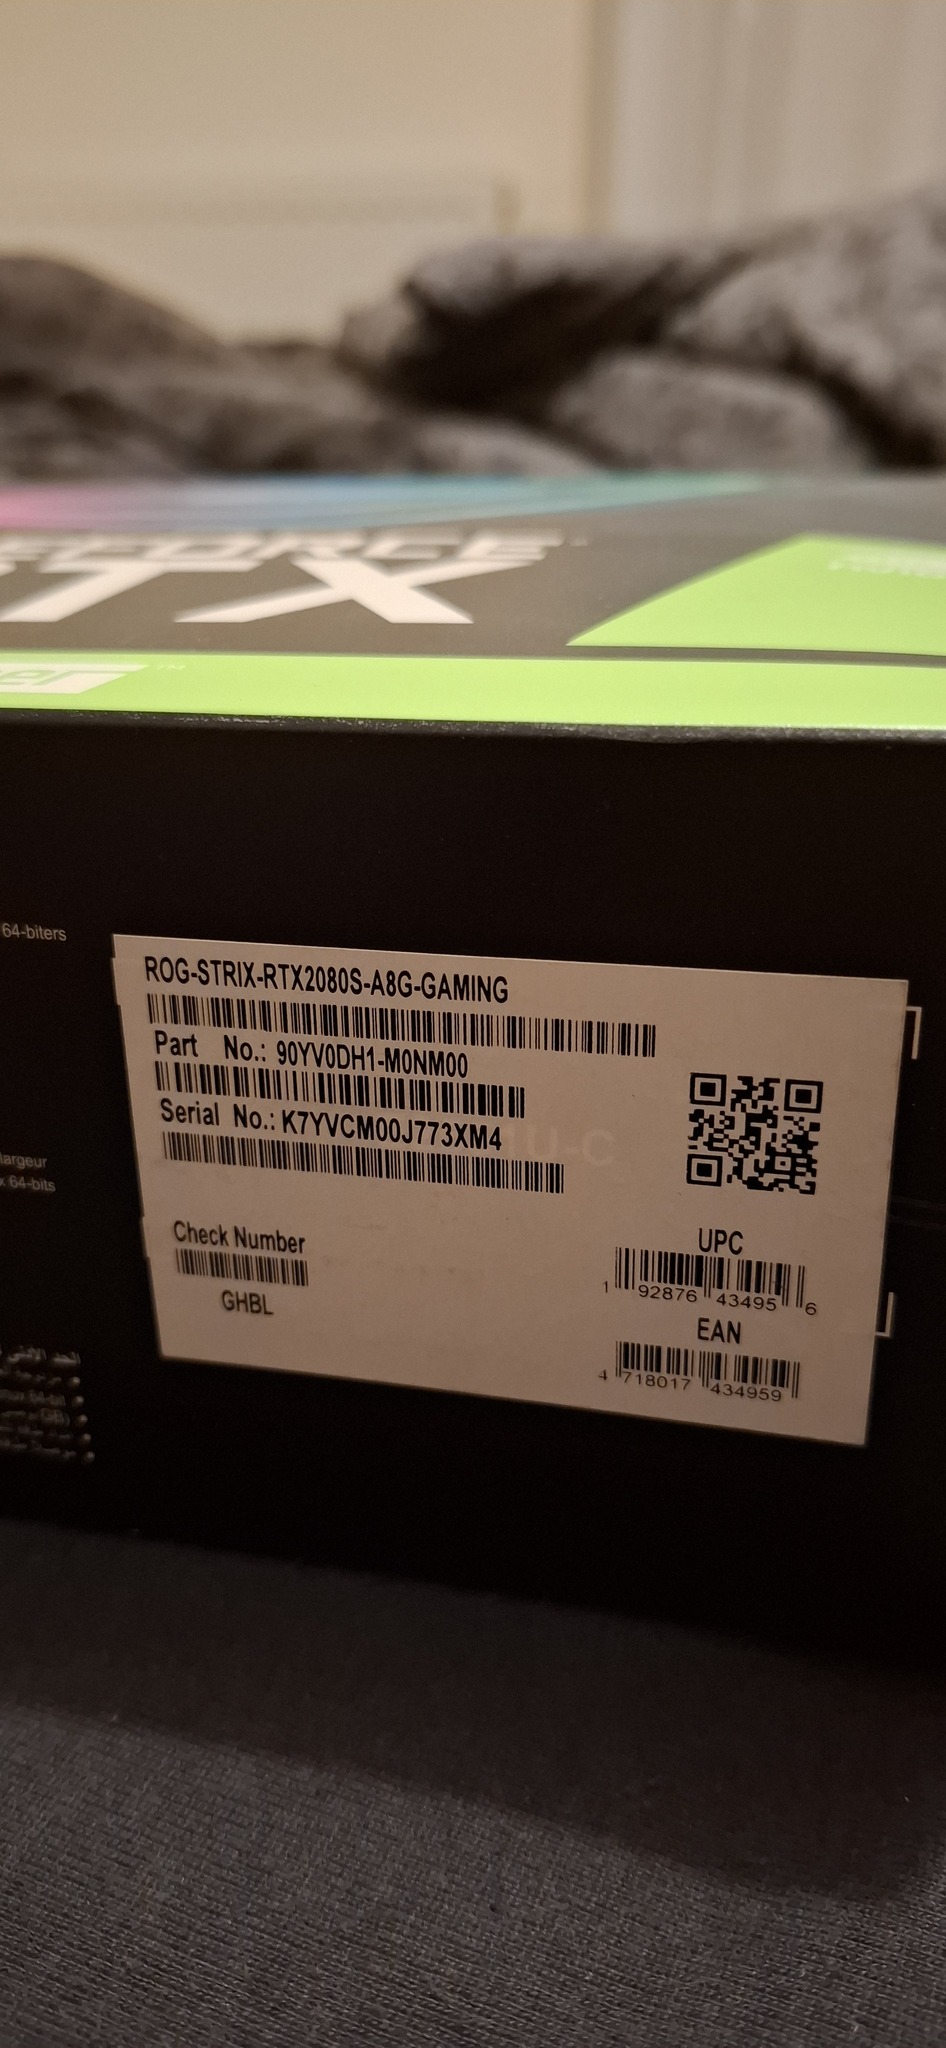 RTX
TM
64-biters
ROG-STRIX-RTX2080S-A8G-GAMING
Part No.: 90YV0DH1-M0NM00
Serial No.: K7YVCM00J773XM4
largeur
x 64-bits
Check Number
GHBL
UPC
1 92876 43495 6
EAN
4 718017 434959